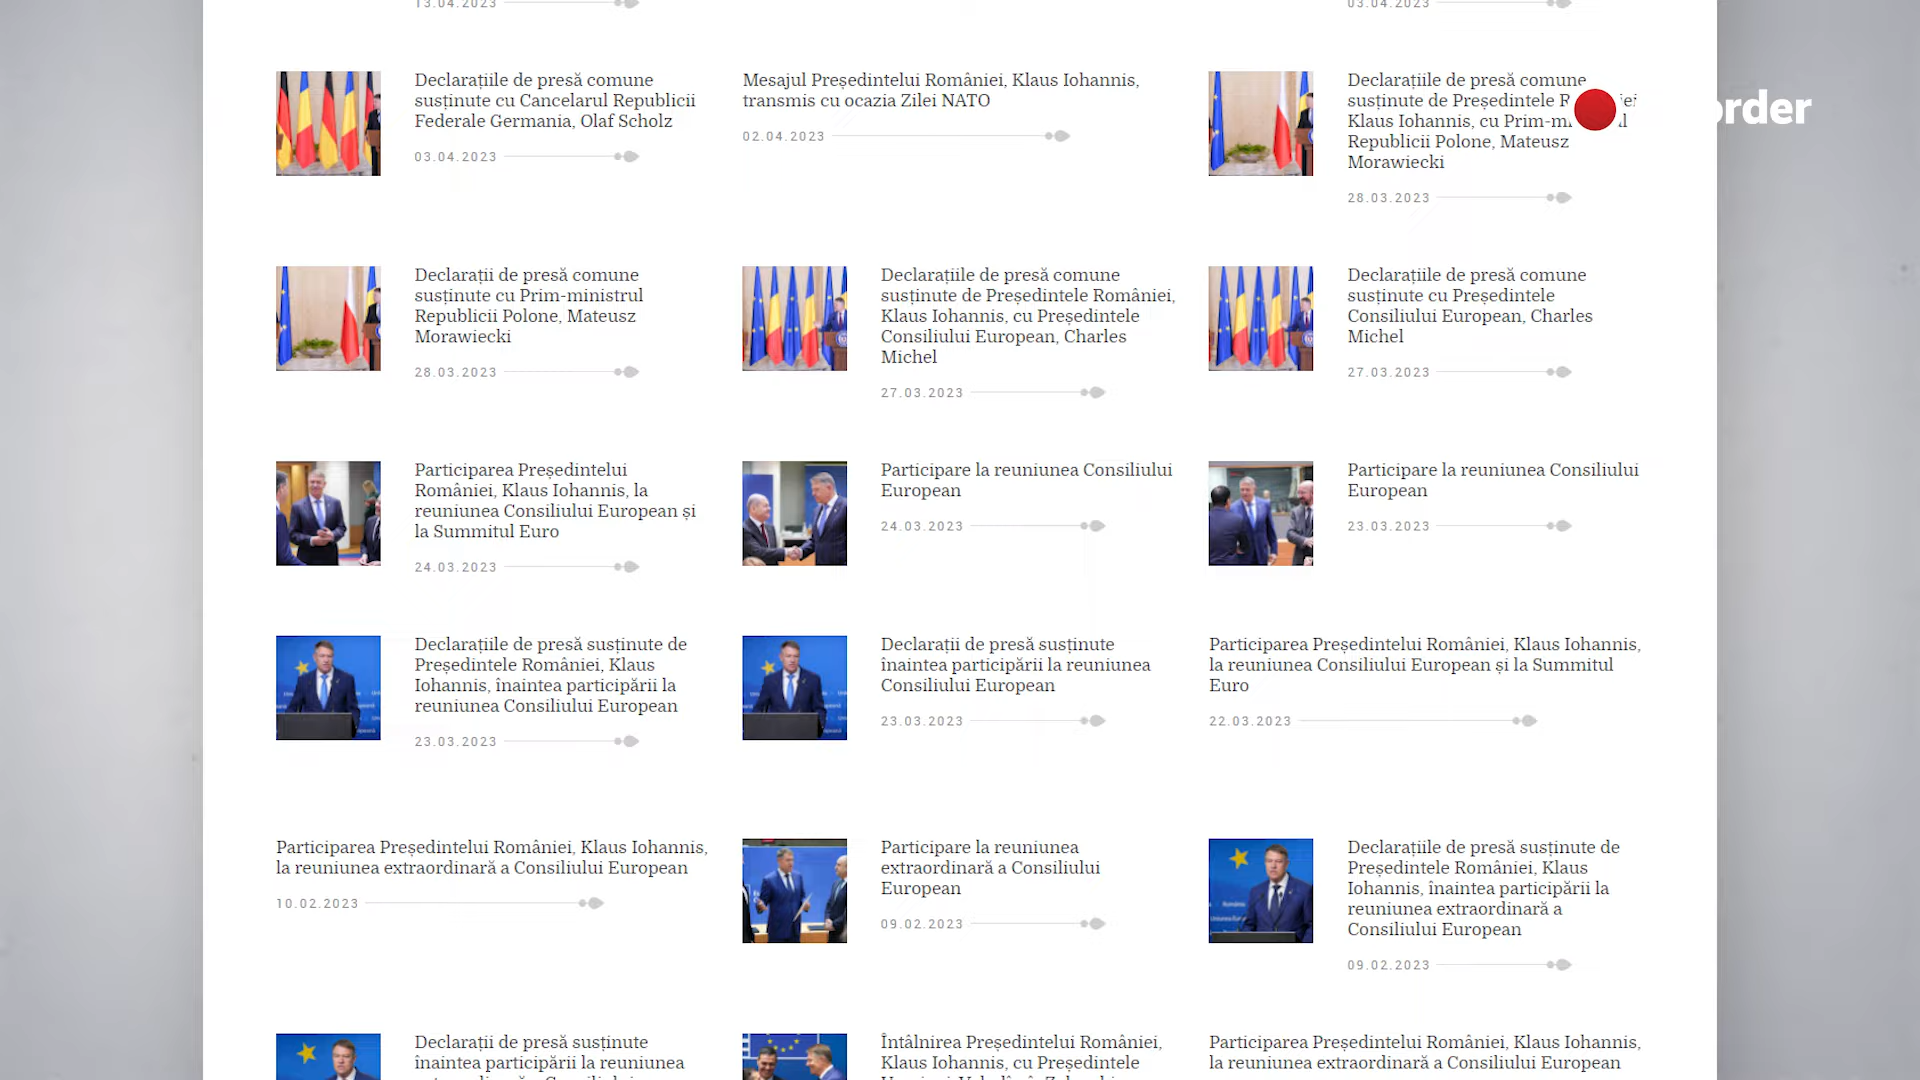 13.04.2023
03.04.2023
Declarațiile de presă comune
susținute cu Cancelarul Republicii
Federale Germania, Olaf Scholz
03.04.2023
Mesajul Președintelui României, Klaus Iohannis,
transmis cu ocazia Zilei NATO
02.04.2023
Declarațiile de presă comune
susținute de Președintele
Klaus Iohannis, cu
Republicii Polone, Mateusz
Morawiecki
28.03.2023
order
Declarații de presă comune
susținute cu Prim-ministrul
Republicii Polone, Mateusz
Morawiecki
28.03.2023
Declarațiile de presă comune
susținute de Președintele României,
Klaus Iohannis, cu Președintele
Consiliului European, Charles
Michel
27.03.2023
Declarațiile de presă comune
susținute cu Președintele
Consiliului European, Charles
Michel
27.03.2023
Participarea Președintelui
României, Klaus Iohannis, la
reuniunea Consiliului European și
la Summitul Euro
24.03.2023
Participare la reuniunea Consiliului
European
24.03.2023
Participare la reuniunea Consiliului
European
23.03.2023
Declarațiile de presă susținute de
Președintele României, Klaus
Iohannis, înaintea participării la
reuniunea Consiliului European
23.03.2023
Declarații de presă susținute
înaintea participării la reuniunea
Consiliului European
23.03.2023
Participarea Președintelui României, Klaus Iohannis,
la reuniunea Consiliului European și la Summitul
Euro
22.03.2023
Participarea Președintelui României, Klaus Iohannis,
la reuniunea extraordinară a Consiliului European
10.02.2023
Participare la reuniunea
extraordinară a Consiliului
European
09.02.2023
Declarațiile de presă susținute de
Președintele României, Klaus
Iohannis, înaintea participării la
reuniunea extraordinară a
Consiliului European
09.02.2023
Declarații de presă susținute
înaintea participării la reuniunea
Întâlnirea Președintelui României,
Klaus Iohannis, cu Președintele
Participarea Președintelui României, Klaus Iohannis,
la reuniunea extraordinară a Consiliului European